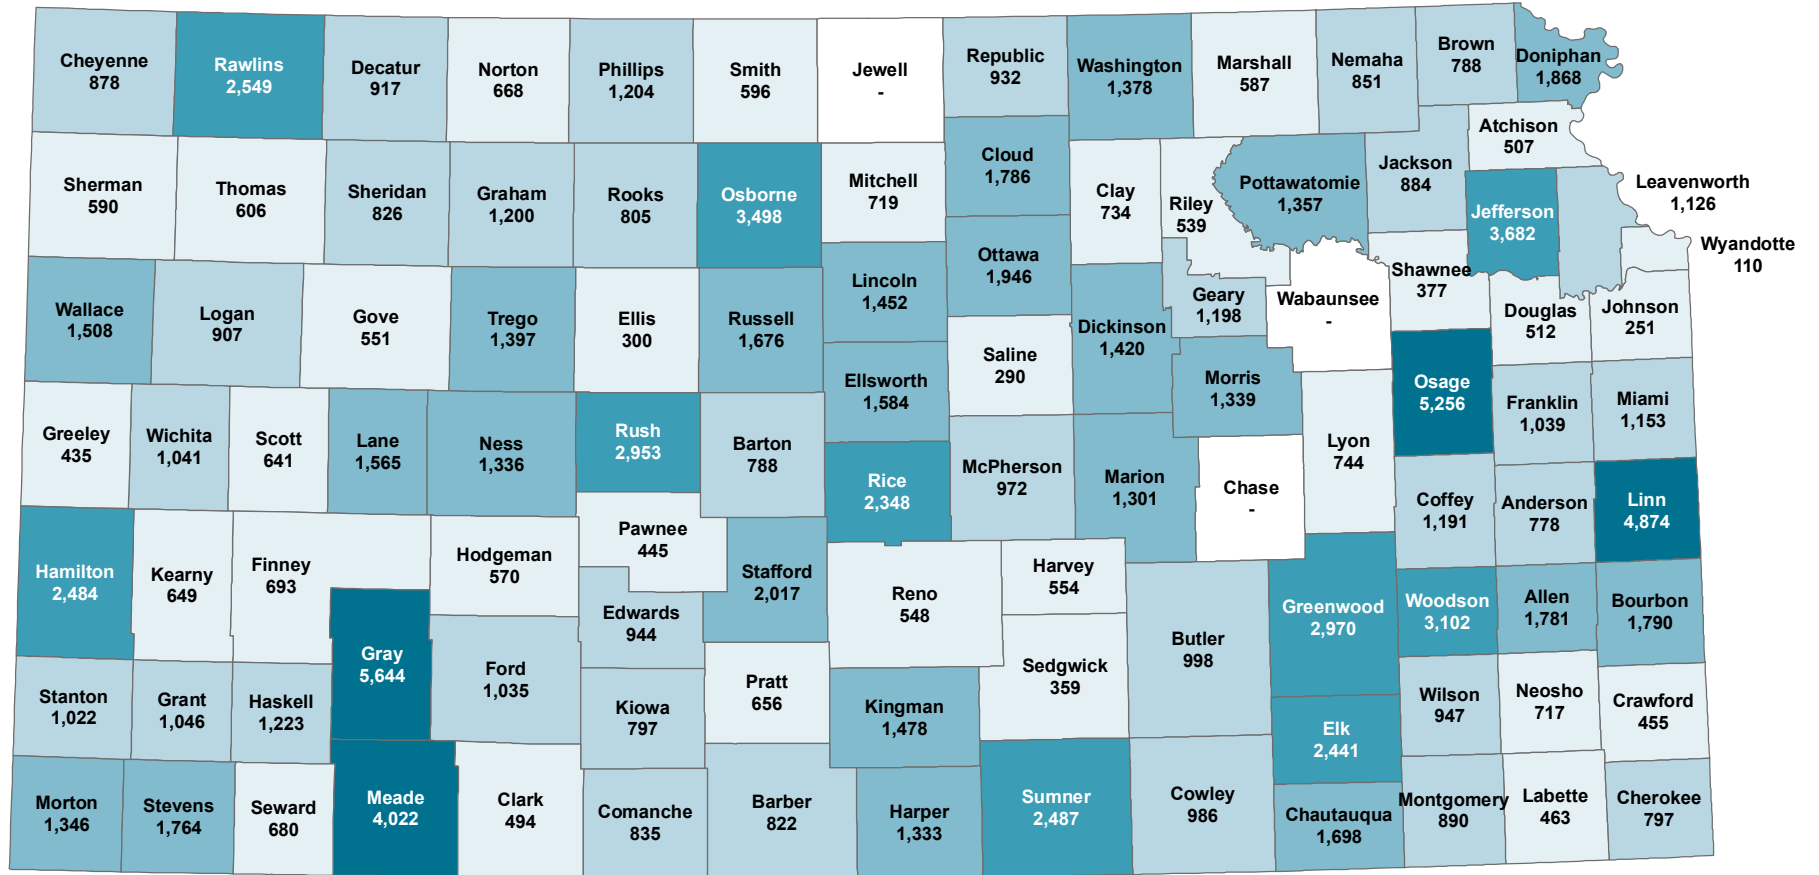 Cheyenne
878
Rawlins
2,549
Decatur
917
Norton
668
Phillips
1,204
Smith
596
Jewell
-
Republic
932
Washington
1,378
Marshall
587
Nemaha
851
Brown
788
Doniphan
1,868
Atchison
507
Sherman
590
Thomas
606
Sheridan
826
Graham
1,200
Rooks
805
Osborne
3,498
Mitchell
719
Cloud
1,786
Clay
734
Riley
539
Pottawatomie
1,357
Jackson
884
Jefferson
3,682
Leavenworth
1,126
Wyandotte
110
Wallace
1,508
Logan
907
Gove
551
Trego
1,397
Ellis
300
Russell
1,676
Lincoln
1,452
Ottawa
1,946
Saline
290
Dickinson
1,420
Geary
1,198
Wabaunsee
-
Shawnee
377
Douglas
512
Johnson
251
Greeley
435
Wichita
1,041
Scott
641
Lane
1,565
Ness
1,336
Rush
2,953
Barton
788
Ellsworth
1,584
Rice
2,348
McPherson
972
Marion
1,301
Morris
1,339
Chase
-
Lyon
744
Osage
5,256
Franklin
1,039
Miami
1,153
Coffey
1,191
Anderson
778
Linn
4,874
Hamilton
2,484
Kearny
649
Finney
693
Hodgeman
570
Pawnee
445
Edwards
944
Stafford
2,017
Reno
548
Harvey
554
Butler
998
Greenwood
2,970
Woodson
3,102
Allen
1,781
Bourbon
1,790
Gray
5,644
Ford
1,035
Kiowa
797
Pratt
656
Kingman
1,478
Sedgwick
359
Elk
2,441
Wilson
947
Neosho
717
Crawford
455
Stanton
1,022
Grant
1,046
Haskell
1,223
Morton
1,346
Stevens
1,764
Seward
680
Meade
4,022
Clark
494
Comanche
835
Barber
822
Harper
1,333
Sumner
2,487
Cowley
986
Chautauqua
1,698
Montgomery
890
Labette
463
Cherokee
797